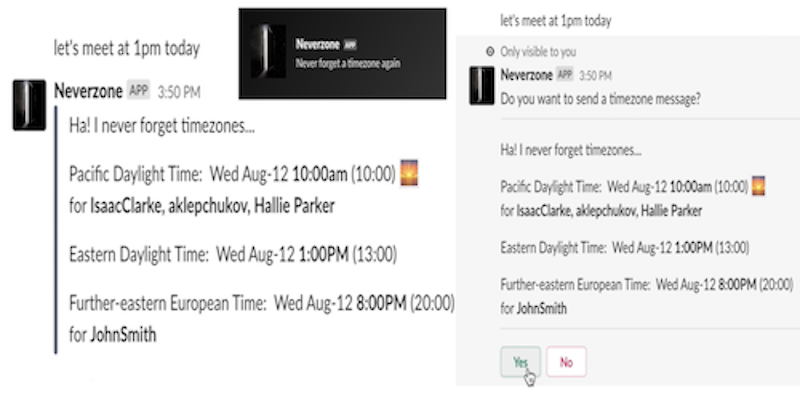 let's meet at 1pm today
Neverzone APP 3:50 PM
Ha! I never forget timezones...
Pacific Daylight Time: Wed Aug-12 10:00am (10:00)
for IsaacClarke, aklepchukov, Hallie Parker
Eastern Daylight Time: Wed Aug-12 1:00PM (13:00)
Further-eastern European Time: Wed Aug-12 8:00PM (20:00)
for JohnSmith
Neverzone APP
Never forget a timezone again
let's meet at 1pm today
Only visible to you
Neverzone APP 3:50 PM
Do you want to send a timezone message?
Ha! I never forget timezones...
Pacific Daylight Time: Wed Aug-12 10:00am (10:00)
for IsaacClarke, aklepchukov, Hallie Parker
Eastern Daylight Time: Wed Aug-12 1:00PM (13:00)
Further-eastern European Time: Wed Aug-12 8:00PM (20:00)
for JohnSmith
Yes No